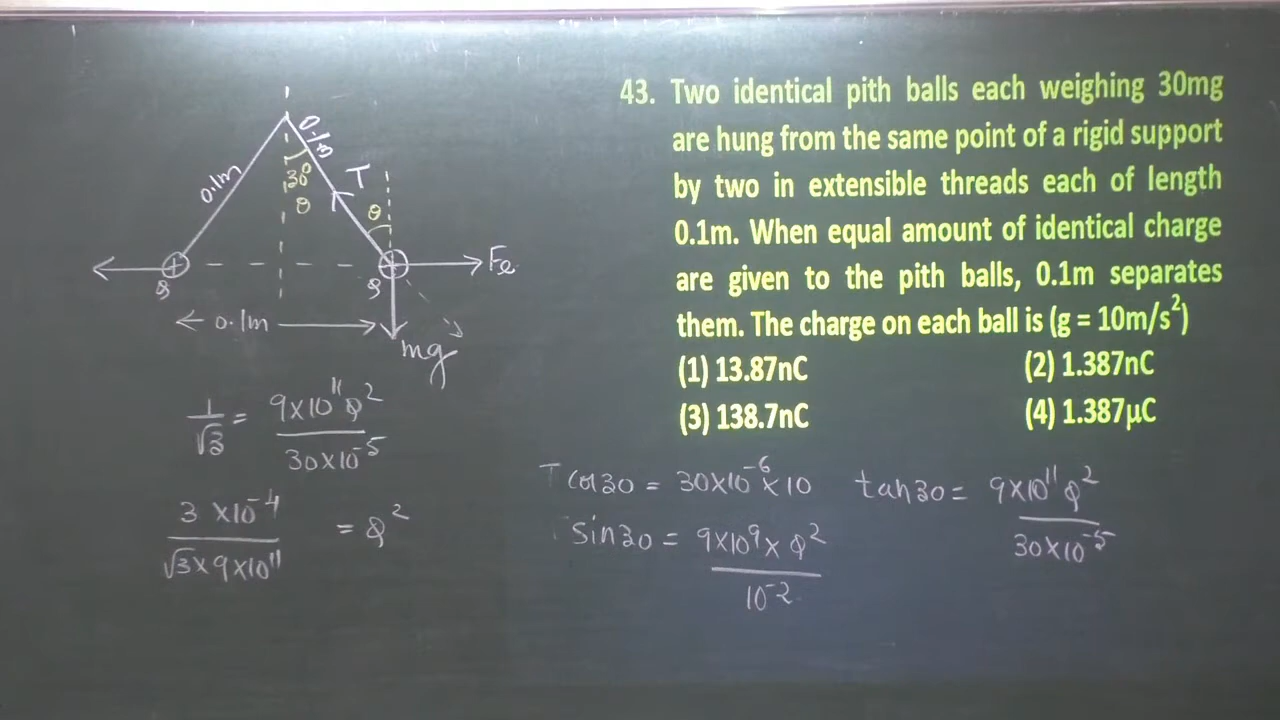 43. Two identical pith balls each weighing 30mg
are hung from the same point of a rigid support
by two in extensible threads each of length
0.1m. When equal amount of identical charge
are given to the pith balls, 0.1m separates
them. The charge on each ball is (g = 10m/s²)
(1) 13.87nC (2) 1.387nC
(3) 138.7nC (4) 1.387μC
0.1m
0.1m
30°
θ
T
θ
+
+
Fe
q
q
0.1m
mg
1/√3 = 9×10¹¹Q²/30×10⁻⁵
3×10⁻⁴/√3×9×10¹¹ = Q²
T cos30 = 30×10⁻⁶×10
T sin30 = 9×10⁹×Q²/10⁻²
tan30 = 9×10¹¹Q²/30×10⁻⁵